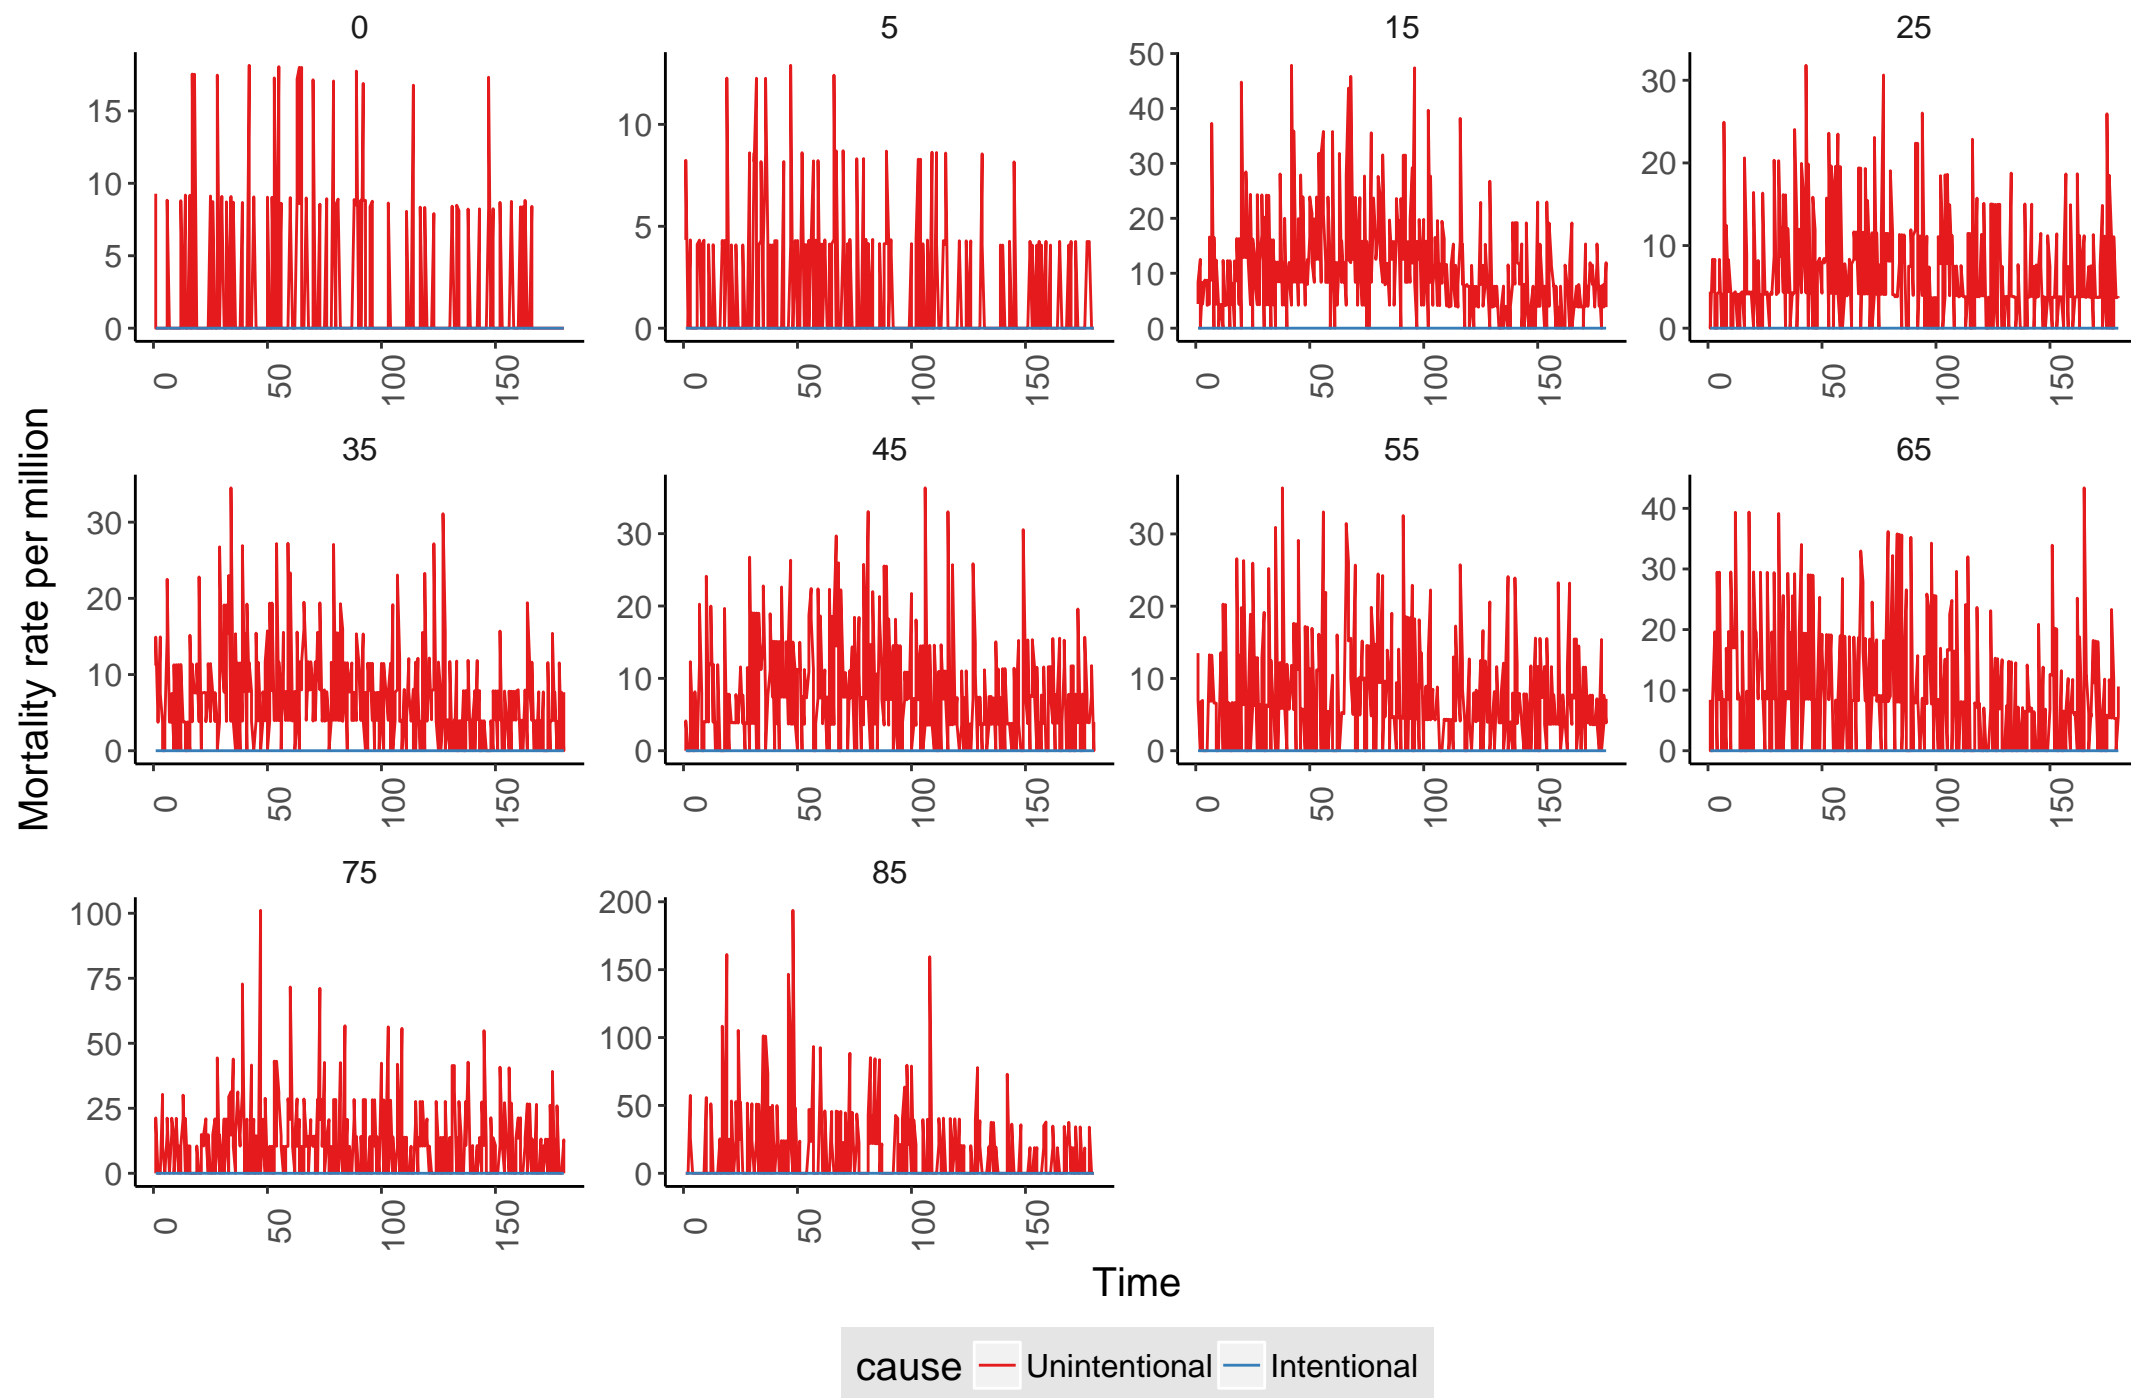 0 5 15 25
15 10 5 0
10 5 0
50 40 30 20 10 0
30 20 10 0
0 50 100 150 0 50 100 150 0 50 100 150 0 50 100 150
Mortality rate per million
35 45 55 65
30 20 10 0
30 20 10 0
30 20 10 0
40 30 20 10 0
0 50 100 150 0 50 100 150 0 50 100 150 0 50 100 150
75 85
100 75 50 25 0
200 150 100 50 0
0 50 100 150 0 50 100 150
Time
cause Unintentional Intentional